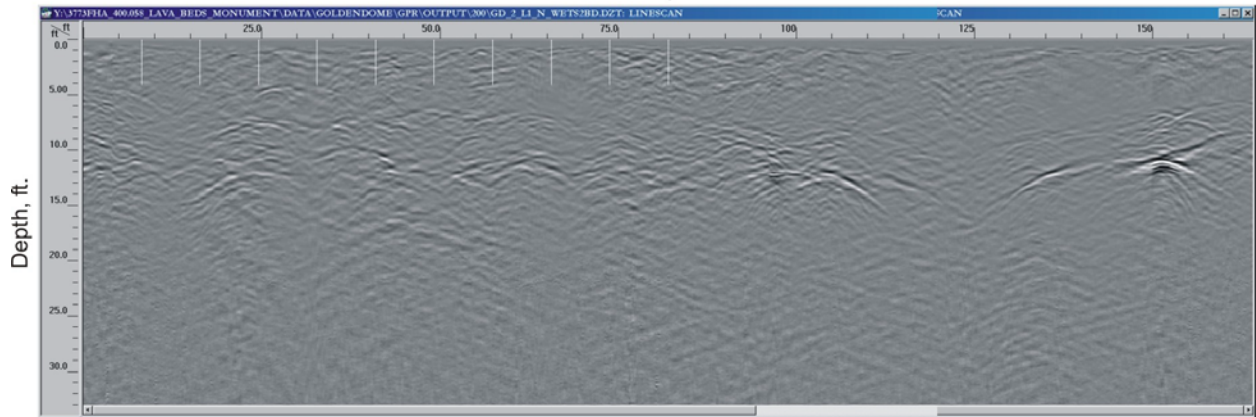 Y:\3773FHA_400.058_LAVA_BEDS_MONUMENT\DATA\GOLDENDOME\GPR\OUTPUT\200'\GD_2_L1_N_WETS2BD.DZT: LINESCAN
SCAN
ft / ft 25.0 50.0 75.0 100 125 150
0.0
5.00
10.0
15.0
20.0
25.0
30.0
Depth, ft.